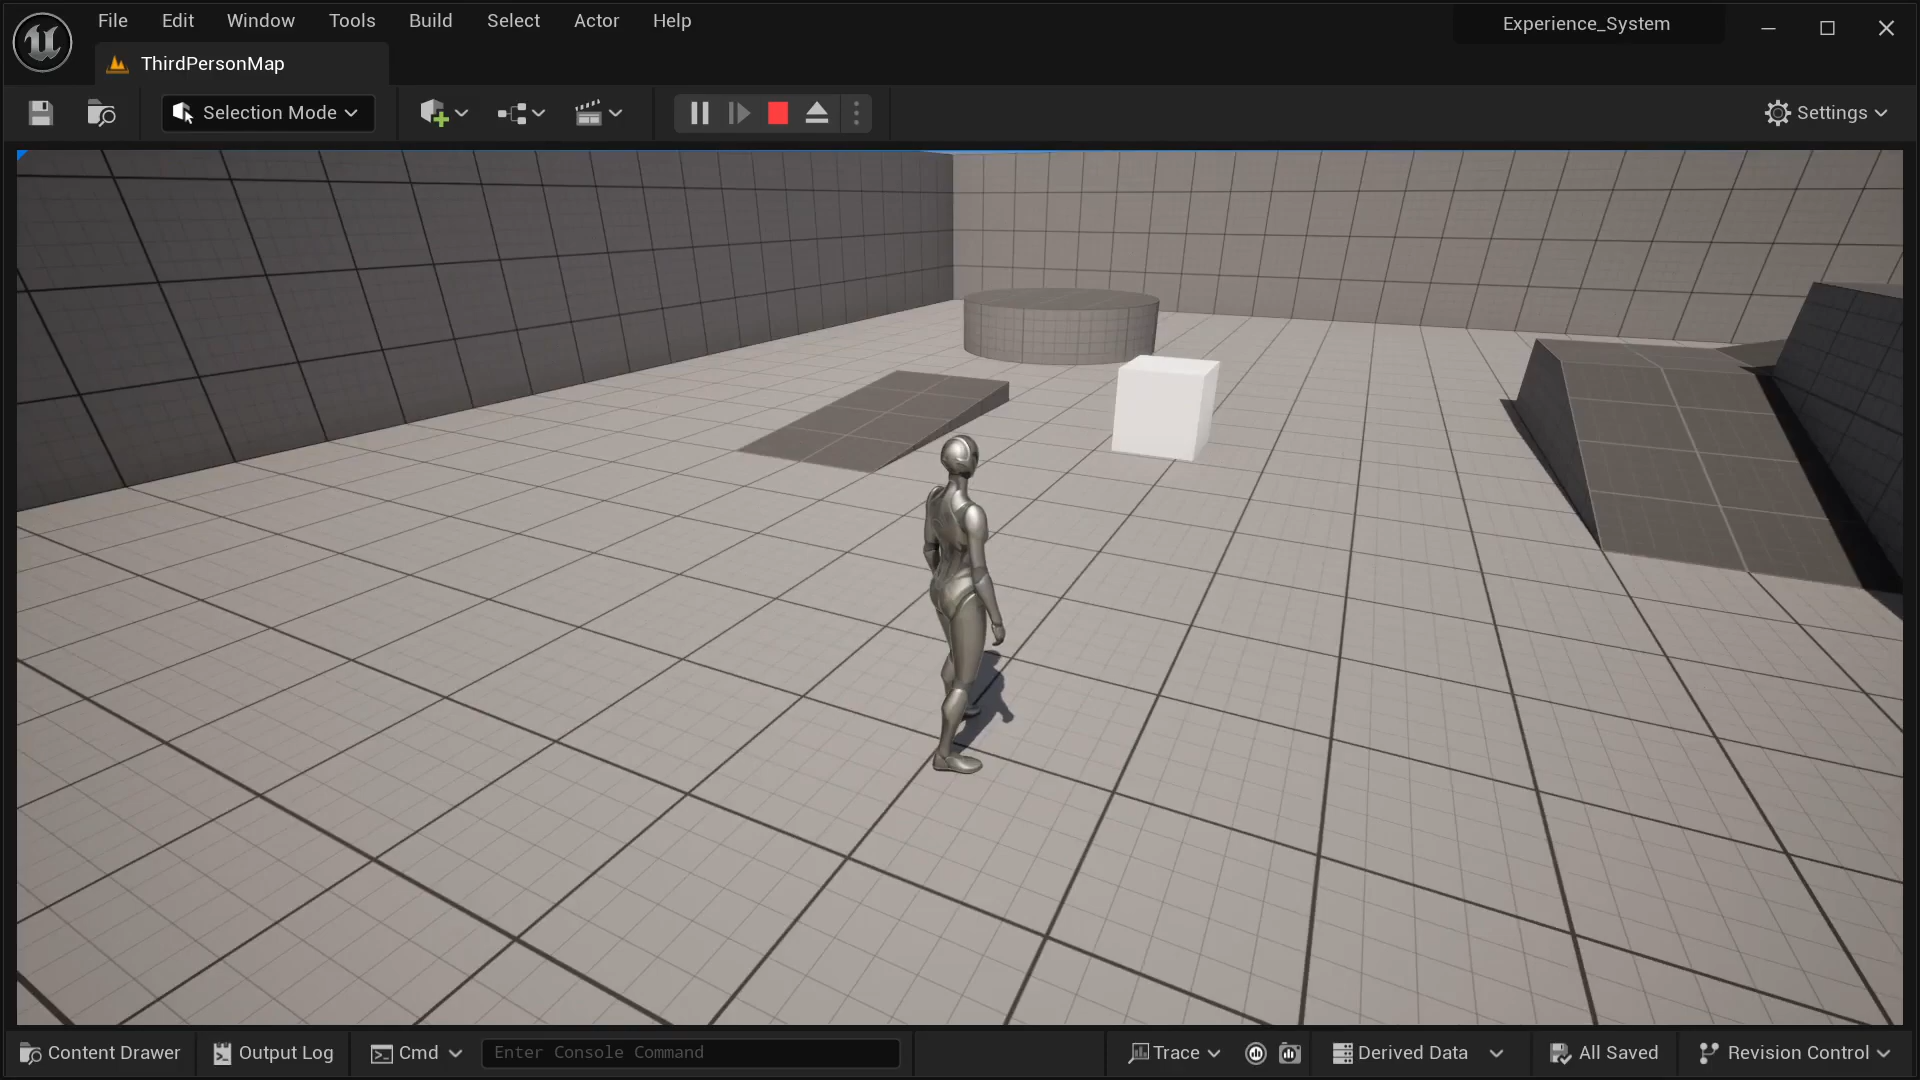 File Edit Window Tools Build Select Actor Help
Experience_System
ThirdPersonMap
Selection Mode
Settings
Content Drawer
Output Log
Cmd
Enter Console Command
Trace
Derived Data
All Saved
Revision Control